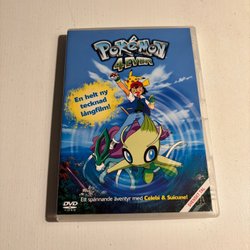 POKéMON
4EVER
En helt ny
tecknad
långfilm!
Ett spännande äventyr med Celebi & Suicune!
DVD